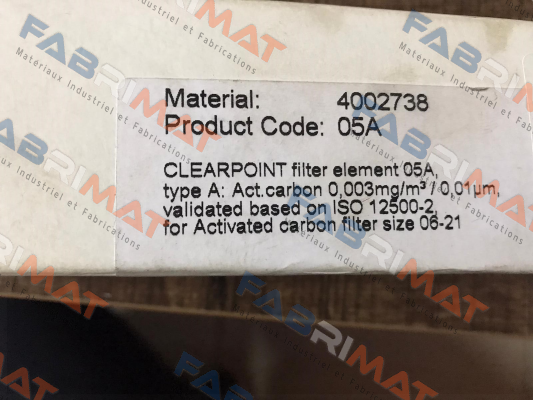 Material: 4002738
Product Code: 05A
CLEARPOINT filter element 05A,
type A: Act.carbon 0,003mg/m³ / 0,01µm,
validated based on ISO 12500-2,
for Activated carbon filter size 06-21
FABRIMAT
Matériaux Industriel et Fabrications